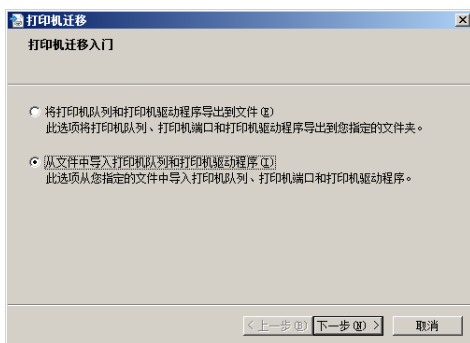 打印机迁移
打印机迁移入门
将打印机队列和打印机驱动程序导出到文件(E)
此选项将打印机队列、打印机端口和打印机驱动程序导出到您指定的文件夹。
从文件中导入打印机队列和打印机驱动程序(I)
此选项从您指定的文件中导入打印机队列、打印机端口和打印机驱动程序。
<上一步(B) 下一步(N) > 取消